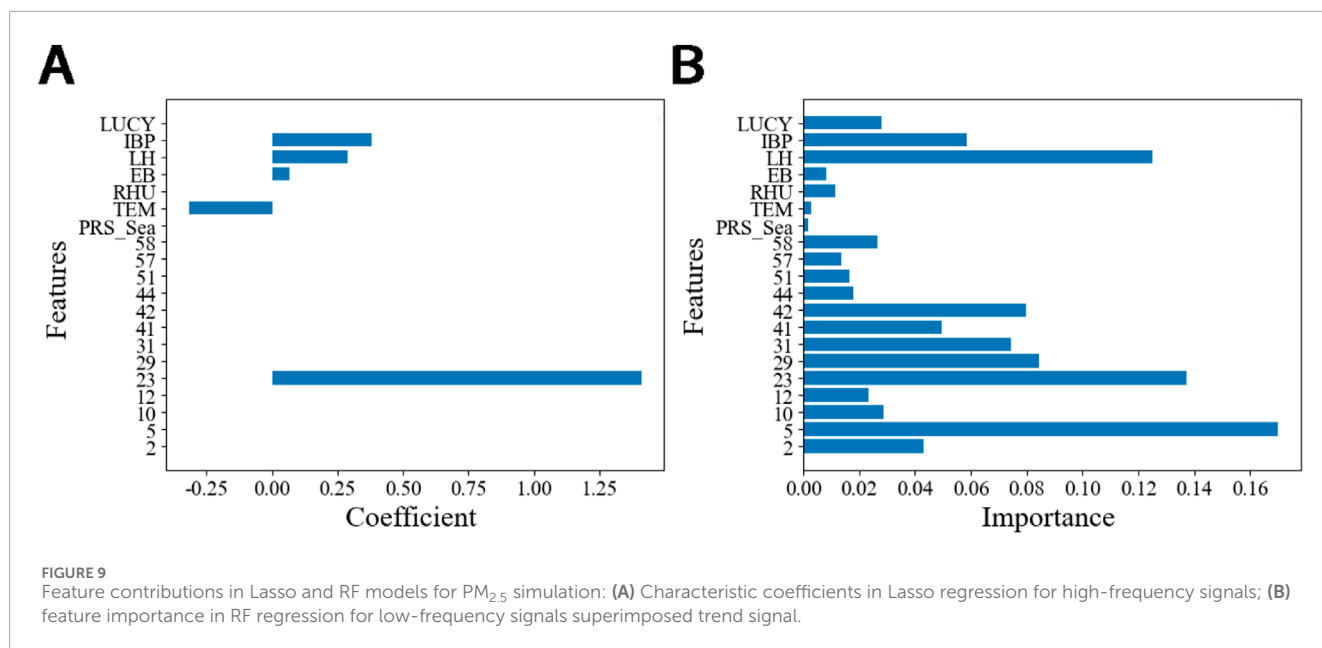 A
B
LUCY
IBP
LH
EB
RHU
TEM
PRS_Sea
58
57
51
44
42
41
31
29
23
12
10
5
2
Features
-0.25 0.00 0.25 0.50 0.75 1.00 1.25
Coefficient
LUCY
IBP
LH
EB
RHU
TEM
PRS_Sea
58
57
51
44
42
41
31
29
23
12
10
5
2
Features
0.00 0.02 0.04 0.06 0.08 0.10 0.12 0.14 0.16
Importance
FIGURE 9
Feature contributions in Lasso and RF models for PM2.5 simulation: (A) Characteristic coefficients in Lasso regression for high-frequency signals; (B)
feature importance in RF regression for low-frequency signals superimposed trend signal.